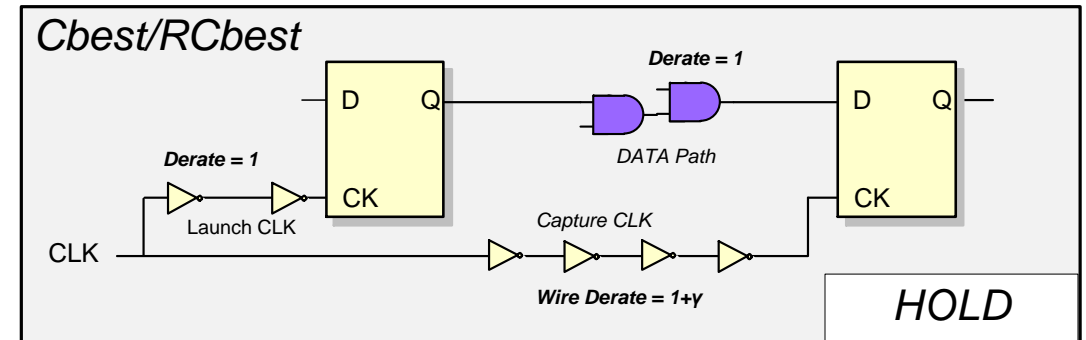 Cbest/RCbest
Derate = 1
D Q
D Q
DATA Path
Derate = 1
CK
CK
Launch CLK
Capture CLK
CLK
Wire Derate = 1+γ
HOLD